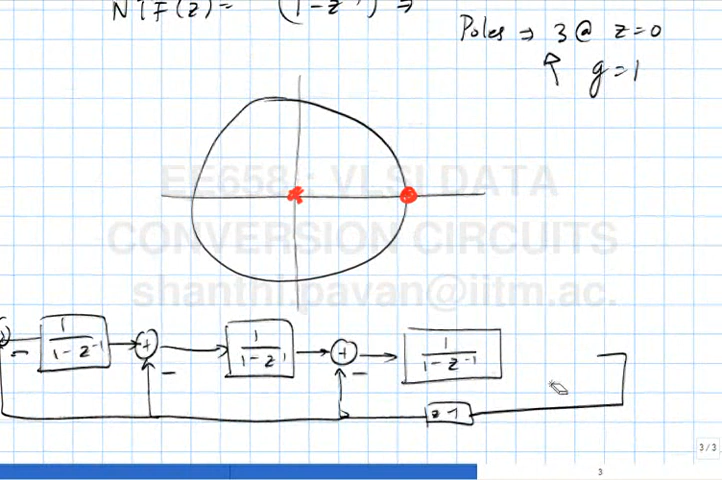 NTF(z) = (1-z⁻¹) ⇒
Poles ⇒ 3 @ z=0
g=1
EE658 : VLSI DATA
CONVERSION CIRCUITS
shanthi.pavan@iitm.ac.
1
1-z⁻¹
+
-
1
1-z⁻¹
+
-
1
1-z⁻¹
-
z-1
3 / 3
3